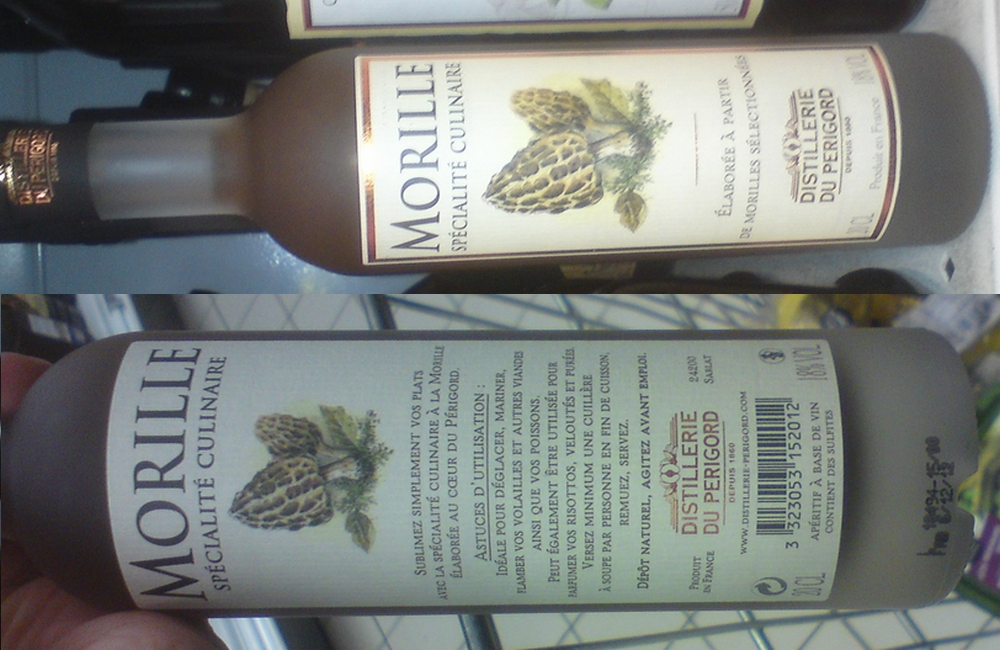 DISTILLERIE
DU PERIGORD
MORILLE
SPÉCIALITÉ CULINAIRE
ÉLABORÉE À PARTIR
DE MORILLES SÉLECTIONNÉES
DISTILLERIE
DU PERIGORD
DEPUIS 1860
Produit en France
20 CL 18% VOL
MORILLE
SPÉCIALITÉ CULINAIRE
SUBLIMEZ SIMPLEMENT VOS PLATS
AVEC LA SPÉCIALITÉ CULINAIRE À LA MORILLE
ÉLABORÉE AU CŒUR DU PÉRIGORD.
ASTUCES D'UTILISATION :
IDÉALE POUR DÉGLACER, MARINER,
FLAMBER VOS VOLAILLES ET AUTRES VIANDES
AINSI QUE VOS POISSONS.
PEUT ÉGALEMENT ÊTRE UTILISÉE POUR
PARFUMER VOS RISOTTOS, VELOUTÉS ET PURÉES.
VERSEZ MINIMUM UNE CUILLÈRE
À SOUPE PAR PERSONNE EN FIN DE CUISSON,
REMUEZ, SERVEZ.
DÉPÔT NATUREL, AGITEZ AVANT EMPLOI.
PRODUIT
EN FRANCE
DISTILLERIE
DU PERIGORD
DEPUIS 1860
24200
SARLAT
WWW.DISTILLERIE-PERIGORD.COM
3 323053 152012
APÉRITIF À BASE DE VIN
CONTIENT DES SULFITES
20 CL 18% VOL